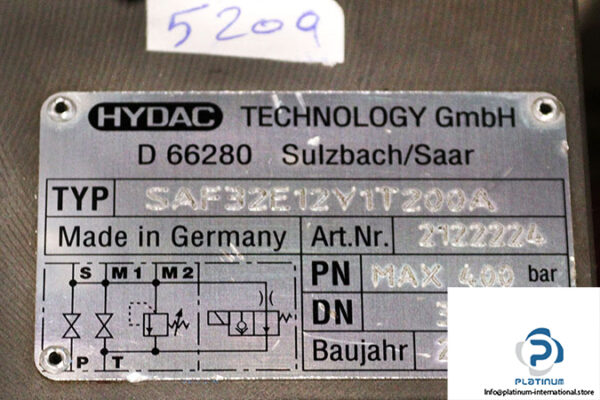 5209
HYDAC TECHNOLOGY GmbH
D 66280 Sulzbach/Saar
TYP SAF32E12Y1T200A
Made in Germany Art.Nr. 2122224
S M1 M2
PN MAX 400 bar
DN
P T
Baujahr
PLATINUM
Info@platinum-international.store